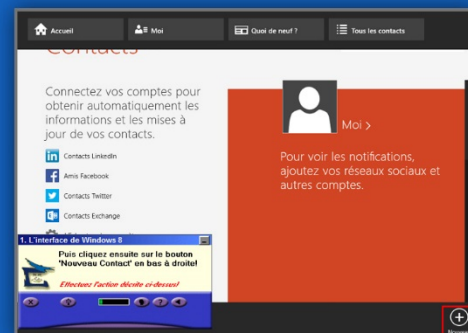 Accueil
Moi
Quoi de neuf ?
Tous les contacts
Contacts
Connectez vos comptes pour
obtenir automatiquement les
informations et les mises à
jour de vos contacts.
in Contacts LinkedIn
f Amis Facebook
Contacts Twitter
Contacts Exchange
Moi >
Pour voir les notifications,
ajoutez vos réseaux sociaux et
autres comptes.
1. L'interface de Windows 8
Puis cliquez ensuite sur le bouton
'Nouveau Contact' en bas à droite!
Effectuez l'action décrite ci-dessus!